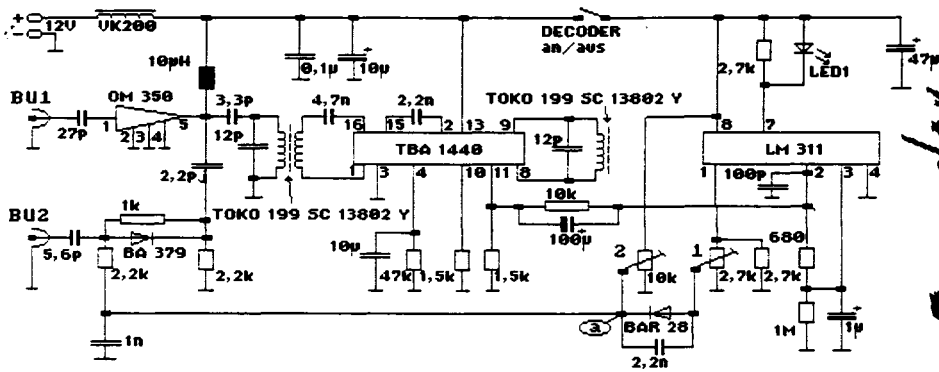 + 12V
VK200
10µH
0,1µ
10µ
DECODER
an/aus
2,7k
LED1
47µ
BU1
27p
OM 350
1 2 3 4 5
3,3p
12p
4,7n
2,2n
TOKO 199 SC 13802 Y
12p
16 15 2 13 9
TBA 1440
1 3 4 10 11 8
8 7
LM 311
1 2 3 4
100p
2,2p
TOKO 199 SC 13802 Y
10k
100µ
BU2
5,6p
1k
BA 379
2,2k
2,2k
10µ
47k
1,5k
1,5k
2
10k
1
2,7k
2,7k
680
1M
1µ
1n
a
BAR 28
2,2n